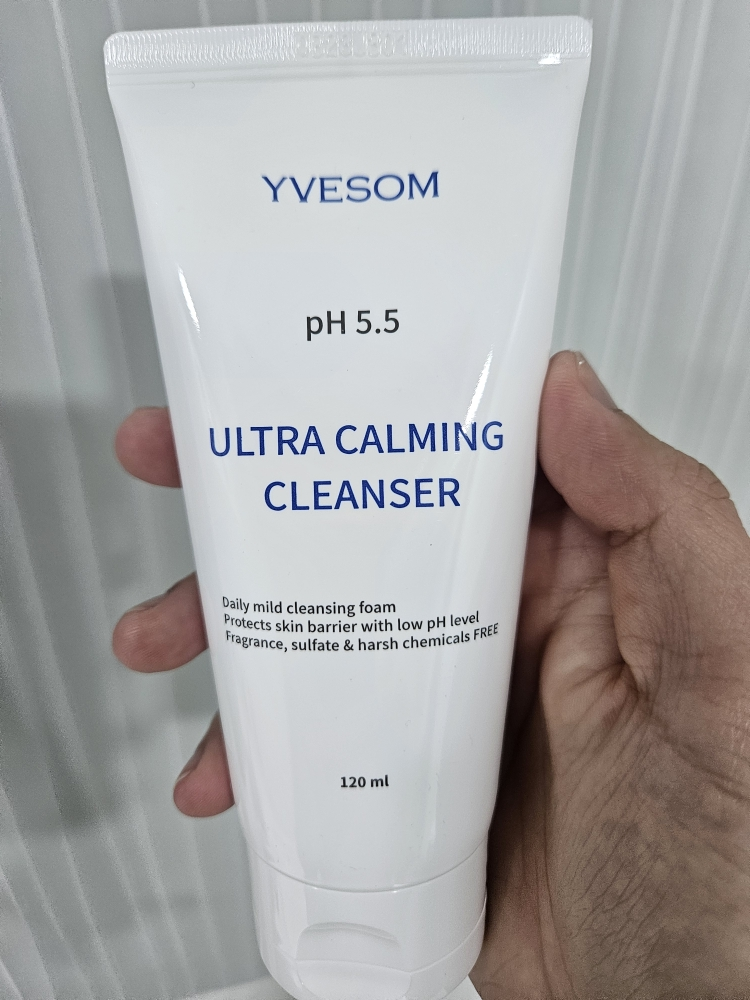 YVESOM
pH 5.5
ULTRA CALMING
CLEANSER
Daily mild cleansing foam
Protects skin barrier with low pH level
Fragrance, sulfate & harsh chemicals FREE
120 ml